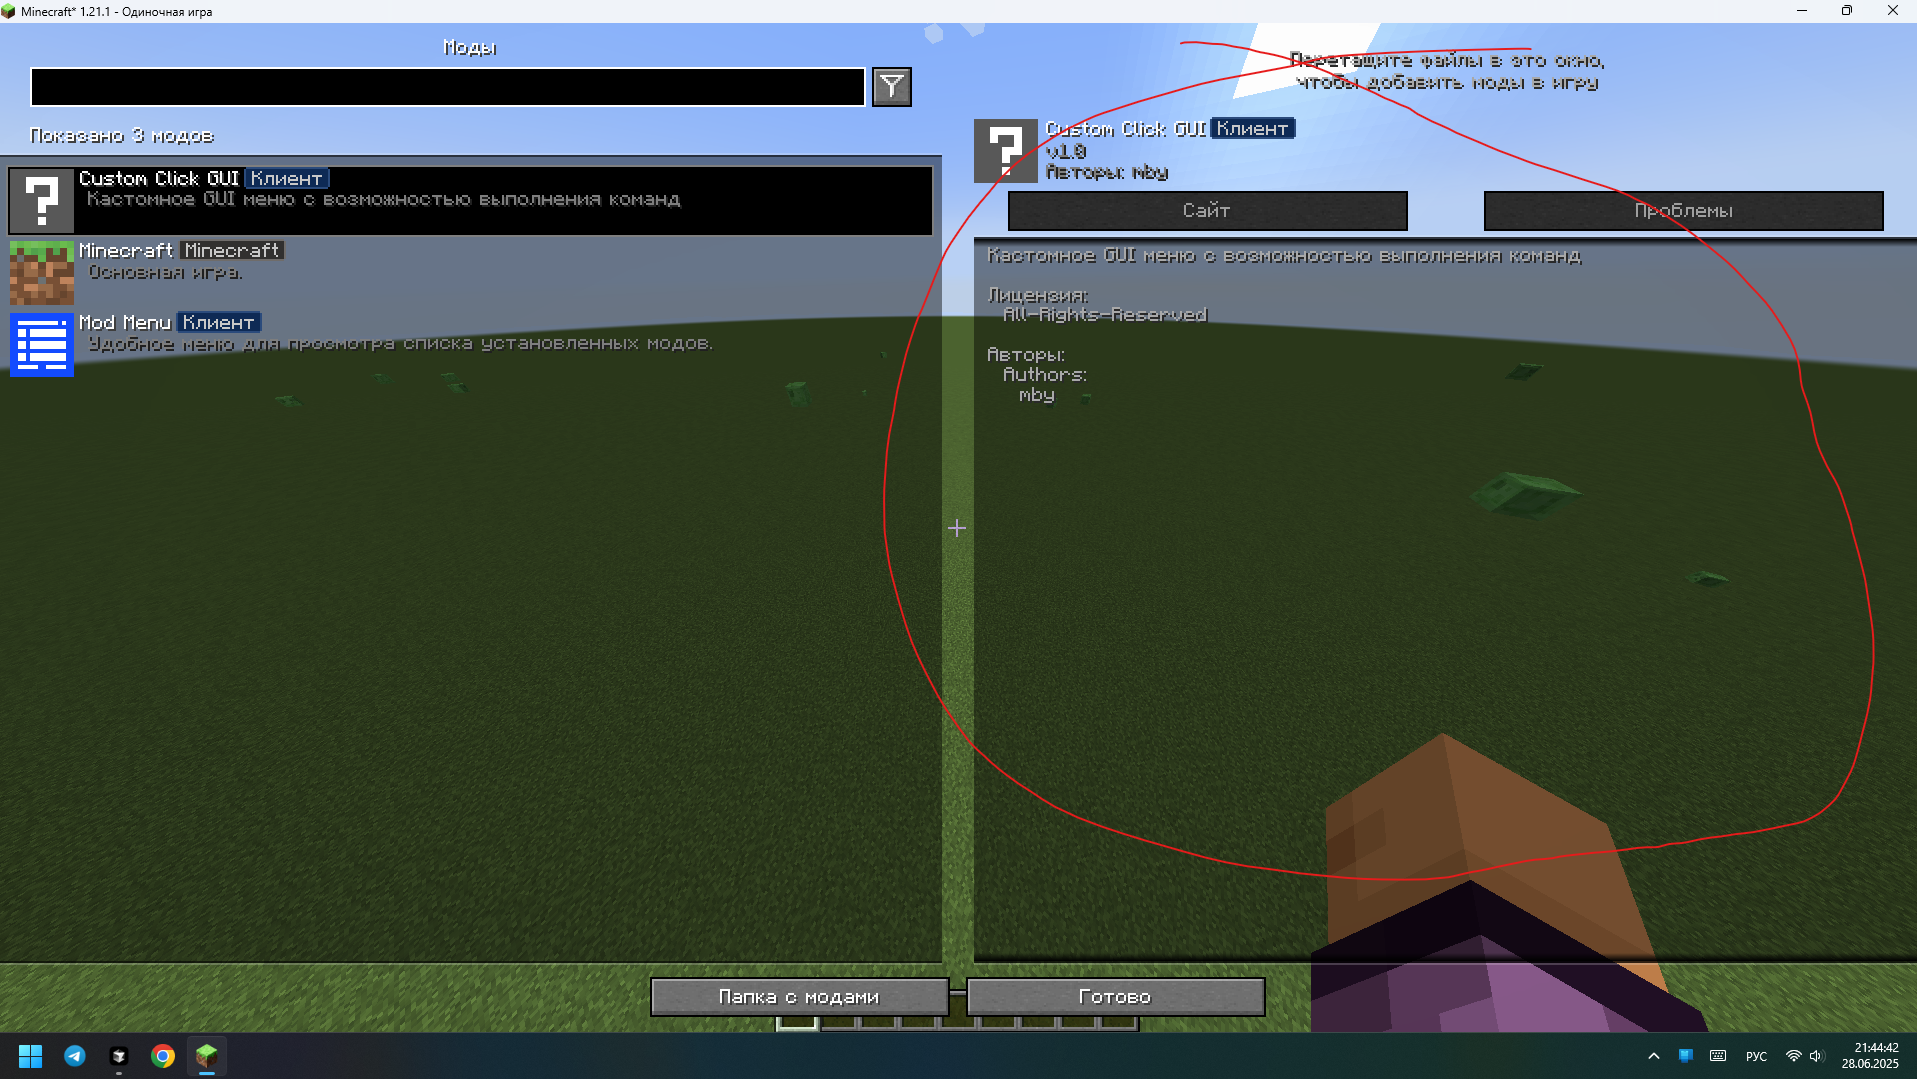 Minecraft* 1.21.1 - Одиночная игра
Моды
Показано 3 модов
Custom Click GUI Клиент
Кастомное GUI меню с возможностью выполнения команд
Minecraft Minecraft
Основная игра.
Mod Menu Клиент
Удобное меню для просмотра списка установленных модов.
Перетащите файлы в это окно,
чтобы добавить моды в игру
Custom Click GUI Клиент
v1.0
Авторы: mby
Сайт
Проблемы
Кастомное GUI меню с возможностью выполнения команд
Лицензия:
All-Rights-Reserved
Авторы:
Authors:
mby
Папка с модами
Готово
РУС
21:44:42
28.06.2025